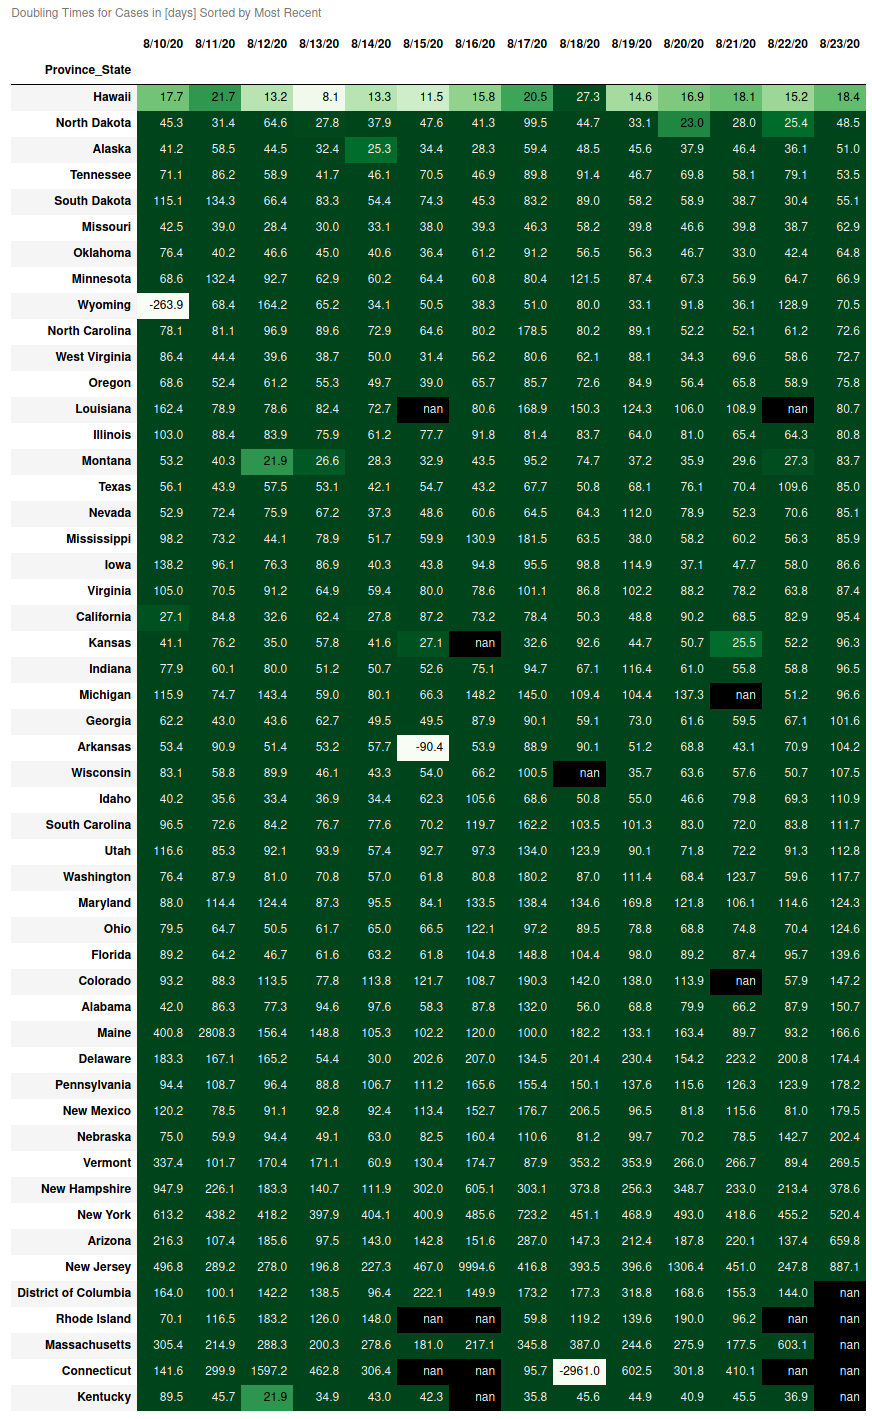 Doubling Times for Cases in [days] Sorted by Most Recent
8/10/20 8/11/20 8/12/20 8/13/20 8/14/20 8/15/20 8/16/20 8/17/20 8/18/20 8/19/20 8/20/20 8/21/20 8/22/20 8/23/20
Province_State
Hawaii 17.7 21.7 13.2 8.1 13.3 11.5 15.8 20.5 27.3 14.6 16.9 18.1 15.2 18.4
North Dakota 45.3 31.4 64.6 27.8 37.9 47.6 41.3 99.5 44.7 33.1 23.0 28.0 25.4 48.5
Alaska 41.2 58.5 44.5 32.4 25.3 34.4 28.3 59.4 48.5 45.6 37.9 46.4 36.1 51.0
Tennessee 71.1 86.2 58.9 41.7 46.1 70.5 46.9 89.8 91.4 46.7 69.8 58.1 79.1 53.5
South Dakota 115.1 134.3 66.4 83.3 54.4 74.3 45.3 83.2 89.0 58.2 58.9 38.7 30.4 55.1
Missouri 42.5 39.0 28.4 30.0 33.1 38.0 39.3 46.3 58.2 39.8 46.6 39.8 38.7 62.9
Oklahoma 76.4 40.2 46.6 45.0 40.6 36.4 61.2 91.2 56.5 56.3 46.7 33.0 42.4 64.8
Minnesota 68.6 132.4 92.7 62.9 60.2 64.4 60.8 80.4 121.5 87.4 67.3 56.9 64.7 66.9
Wyoming -263.9 68.4 164.2 65.2 34.1 50.5 38.3 51.0 80.0 33.1 91.8 36.1 128.9 70.5
North Carolina 78.1 81.1 96.9 89.6 72.9 64.6 80.2 178.5 80.2 89.1 52.2 52.1 61.2 72.6
West Virginia 86.4 44.4 39.6 38.7 50.0 31.4 56.2 80.6 62.1 88.1 34.3 69.6 58.6 72.7
Oregon 68.6 52.4 61.2 55.3 49.7 39.0 65.7 85.7 72.6 84.9 56.4 65.8 58.9 75.8
Louisiana 162.4 78.9 78.6 82.4 72.7 nan 80.6 168.9 150.3 124.3 106.0 108.9 nan 80.7
Illinois 103.0 88.4 83.9 75.9 61.2 77.7 91.8 81.4 83.7 64.0 81.0 65.4 64.3 80.8
Montana 53.2 40.3 21.9 26.6 28.3 32.9 43.5 95.2 74.7 37.2 35.9 29.6 27.3 83.7
Texas 56.1 43.9 57.5 53.1 42.1 54.7 43.2 67.7 50.8 68.1 76.1 70.4 109.6 85.0
Nevada 52.9 72.4 75.9 67.2 37.3 48.6 60.6 64.5 64.3 112.0 78.9 52.3 70.6 85.1
Mississippi 98.2 73.2 44.1 78.9 51.7 59.9 130.9 181.5 63.5 38.0 58.2 60.2 56.3 85.9
Iowa 138.2 96.1 76.3 86.9 40.3 43.8 94.8 95.5 98.8 114.9 37.1 47.7 58.0 86.6
Virginia 105.0 70.5 91.2 64.9 59.4 80.0 78.6 101.1 86.8 102.2 88.2 78.2 63.8 87.4
California 27.1 84.8 32.6 62.4 27.8 87.2 73.2 78.4 50.3 48.8 90.2 68.5 82.9 95.4
Kansas 41.1 76.2 35.0 57.8 41.6 27.1 nan 32.6 92.6 44.7 50.7 25.5 52.2 96.3
Indiana 77.9 60.1 80.0 51.2 50.7 52.6 75.1 94.7 67.1 116.4 61.0 55.8 58.8 96.5
Michigan 115.9 74.7 143.4 59.0 80.1 66.3 148.2 145.0 109.4 104.4 137.3 nan 51.2 96.6
Georgia 62.2 43.0 43.6 62.7 49.5 49.5 87.9 90.1 59.1 73.0 61.6 59.5 67.1 101.6
Arkansas 53.4 90.9 51.4 53.2 57.7 -90.4 53.9 88.9 90.1 51.2 68.8 43.1 70.9 104.2
Wisconsin 83.1 58.8 89.9 46.1 43.3 54.0 66.2 100.5 nan 35.7 63.6 57.6 50.7 107.5
Idaho 40.2 35.6 33.4 36.9 34.4 62.3 105.6 68.6 50.8 55.0 46.6 79.8 69.3 110.9
South Carolina 96.5 72.6 84.2 76.7 77.6 70.2 119.7 162.2 103.5 101.3 83.0 72.0 83.8 111.7
Utah 116.6 85.3 92.1 93.9 57.4 92.7 97.3 134.0 123.9 90.1 71.8 72.2 91.3 112.8
Washington 76.4 87.9 81.0 70.8 57.0 61.8 80.8 180.2 87.0 111.4 68.4 123.7 59.6 117.7
Maryland 88.0 114.4 124.4 87.3 95.5 84.1 133.5 138.4 134.6 169.8 121.8 106.1 114.6 124.3
Ohio 79.5 64.7 50.5 61.7 65.0 66.5 122.1 97.2 89.5 78.8 68.8 74.8 70.4 124.6
Florida 89.2 64.2 46.7 61.6 63.2 61.8 104.8 148.8 104.4 98.0 89.2 87.4 95.7 139.6
Colorado 93.2 88.3 113.5 77.8 113.8 121.7 108.7 190.3 142.0 138.0 113.9 nan 57.9 147.2
Alabama 42.0 86.3 77.3 94.6 97.6 58.3 87.8 132.0 56.0 68.8 79.9 66.2 87.9 150.7
Maine 400.8 2808.3 156.4 148.8 105.3 102.2 120.0 100.0 182.2 133.1 163.4 89.7 93.2 166.6
Delaware 183.3 167.1 165.2 54.4 30.0 202.6 207.0 134.5 201.4 230.4 154.2 223.2 200.8 174.4
Pennsylvania 94.4 108.7 96.4 88.8 106.7 111.2 165.6 155.4 150.1 137.6 115.6 126.3 123.9 178.2
New Mexico 120.2 78.5 91.1 92.8 92.4 113.4 152.7 176.7 206.5 96.5 81.8 115.6 81.0 179.5
Nebraska 75.0 59.9 94.4 49.1 63.0 82.5 160.4 110.6 81.2 99.7 70.2 78.5 142.7 202.4
Vermont 337.4 101.7 170.4 171.1 60.9 130.4 174.7 87.9 353.2 353.9 266.0 266.7 89.4 269.5
New Hampshire 947.9 226.1 183.3 140.7 111.9 302.0 605.1 303.1 373.8 256.3 348.7 233.0 213.4 378.6
New York 613.2 438.2 418.2 397.9 404.1 400.9 485.6 723.2 451.1 468.9 493.0 418.6 455.2 520.4
Arizona 216.3 107.4 185.6 97.5 143.0 142.8 151.6 287.0 147.3 212.4 187.8 220.1 137.4 659.8
New Jersey 496.8 289.2 278.0 196.8 227.3 467.0 9994.6 416.8 393.5 396.6 1306.4 451.0 247.8 887.1
District of Columbia 164.0 100.1 142.2 138.5 96.4 222.1 149.9 173.2 177.3 318.8 168.6 155.3 144.0 nan
Rhode Island 70.1 116.5 183.2 126.0 148.0 nan nan 59.8 119.2 139.6 190.0 96.2 nan nan
Massachusetts 305.4 214.9 288.3 200.3 278.6 181.0 217.1 345.8 387.0 244.6 275.9 177.5 603.1 nan
Connecticut 141.6 299.9 1597.2 462.8 306.4 nan nan 95.7 -2961.0 602.5 301.8 410.1 nan nan
Kentucky 89.5 45.7 21.9 34.9 43.0 42.3 nan 35.8 45.6 44.9 40.9 45.5 36.9 nan